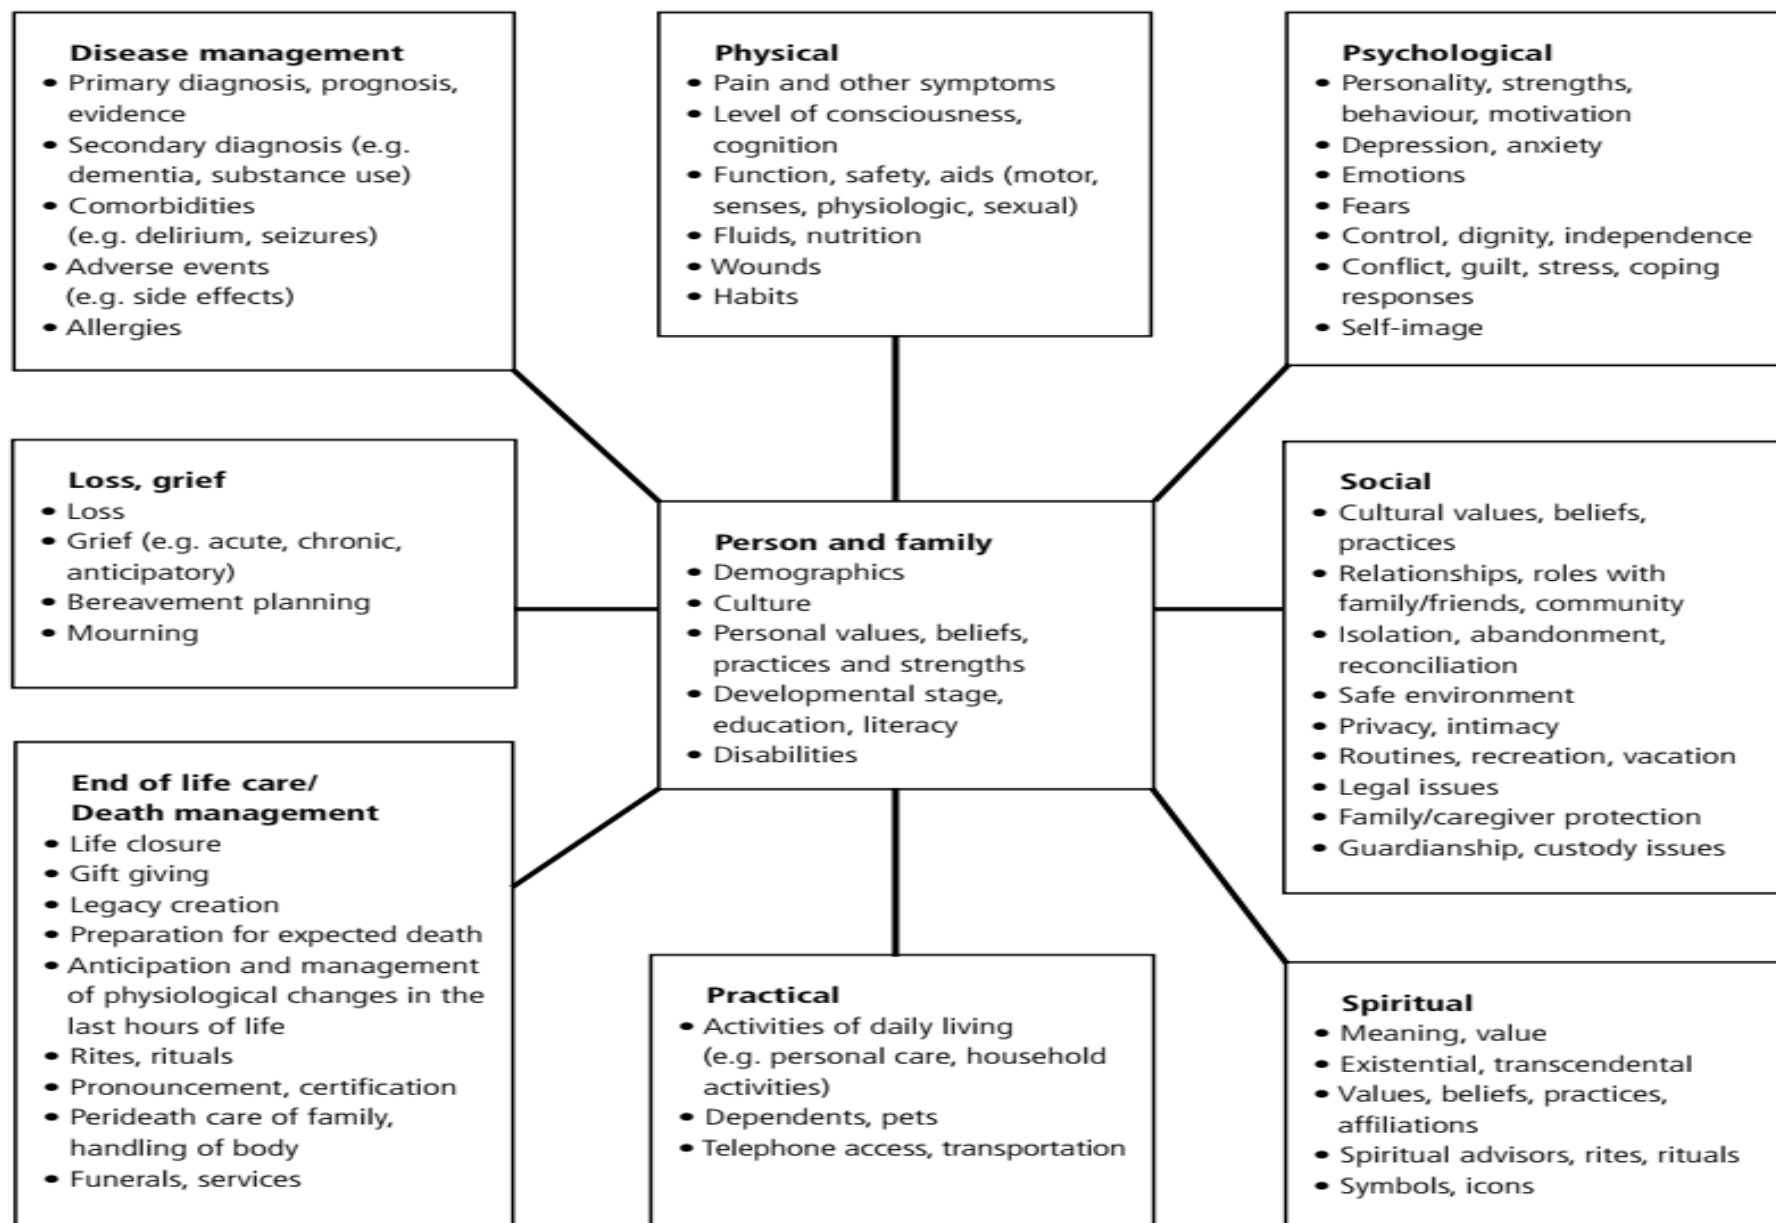 Disease management
• Primary diagnosis, prognosis,
evidence
• Secondary diagnosis (e.g.
dementia, substance use)
• Comorbidities
(e.g. delirium, seizures)
• Adverse events
(e.g. side effects)
• Allergies
Physical
• Pain and other symptoms
• Level of consciousness,
cognition
• Function, safety, aids (motor,
senses, physiologic, sexual)
• Fluids, nutrition
• Wounds
• Habits
Psychological
• Personality, strengths,
behaviour, motivation
• Depression, anxiety
• Emotions
• Fears
• Control, dignity, independence
• Conflict, guilt, stress, coping
responses
• Self-image
Loss, grief
• Loss
• Grief (e.g. acute, chronic,
anticipatory)
• Bereavement planning
• Mourning
Person and family
• Demographics
• Culture
• Personal values, beliefs,
practices and strengths
• Developmental stage,
education, literacy
• Disabilities
Social
• Cultural values, beliefs,
practices
• Relationships, roles with
family/friends, community
• Isolation, abandonment,
reconciliation
• Safe environment
• Privacy, intimacy
• Routines, recreation, vacation
• Legal issues
• Family/caregiver protection
• Guardianship, custody issues
End of life care/
Death management
• Life closure
• Gift giving
• Legacy creation
• Preparation for expected death
• Anticipation and management
of physiological changes in the
last hours of life
• Rites, rituals
• Pronouncement, certification
• Perideath care of family,
handling of body
• Funerals, services
Practical
• Activities of daily living
(e.g. personal care, household
activities)
• Dependents, pets
• Telephone access, transportation
Spiritual
• Meaning, value
• Existential, transcendental
• Values, beliefs, practices,
affiliations
• Spiritual advisors, rites, rituals
• Symbols, icons